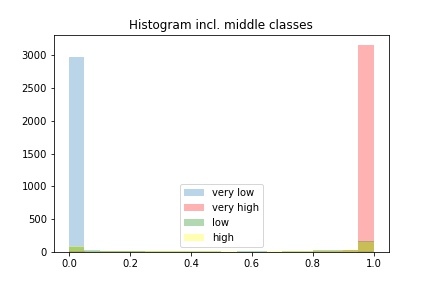 Histogram incl. middle classes
3000
2500
2000
1500
1000
500
0
very low
very high
low
high
0.0 0.2 0.4 0.6 0.8 1.0